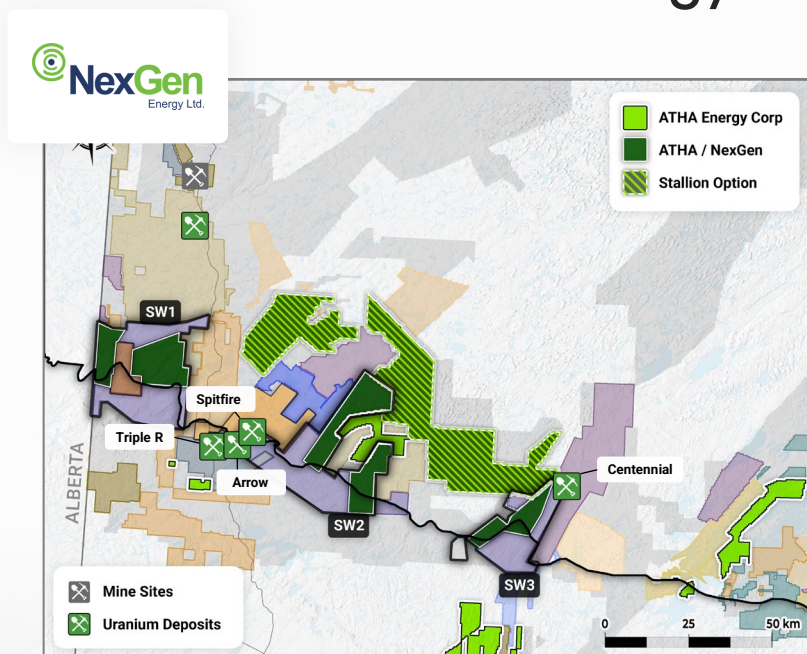 NexGen
Energy Ltd.
ATHA Energy Corp
ATHA / NexGen
Stallion Option
SW1
Spitfire
Triple R
Arrow
Centennial
ALBERTA
SW2
SW3
Mine Sites
Uranium Deposits
0 25 50 km